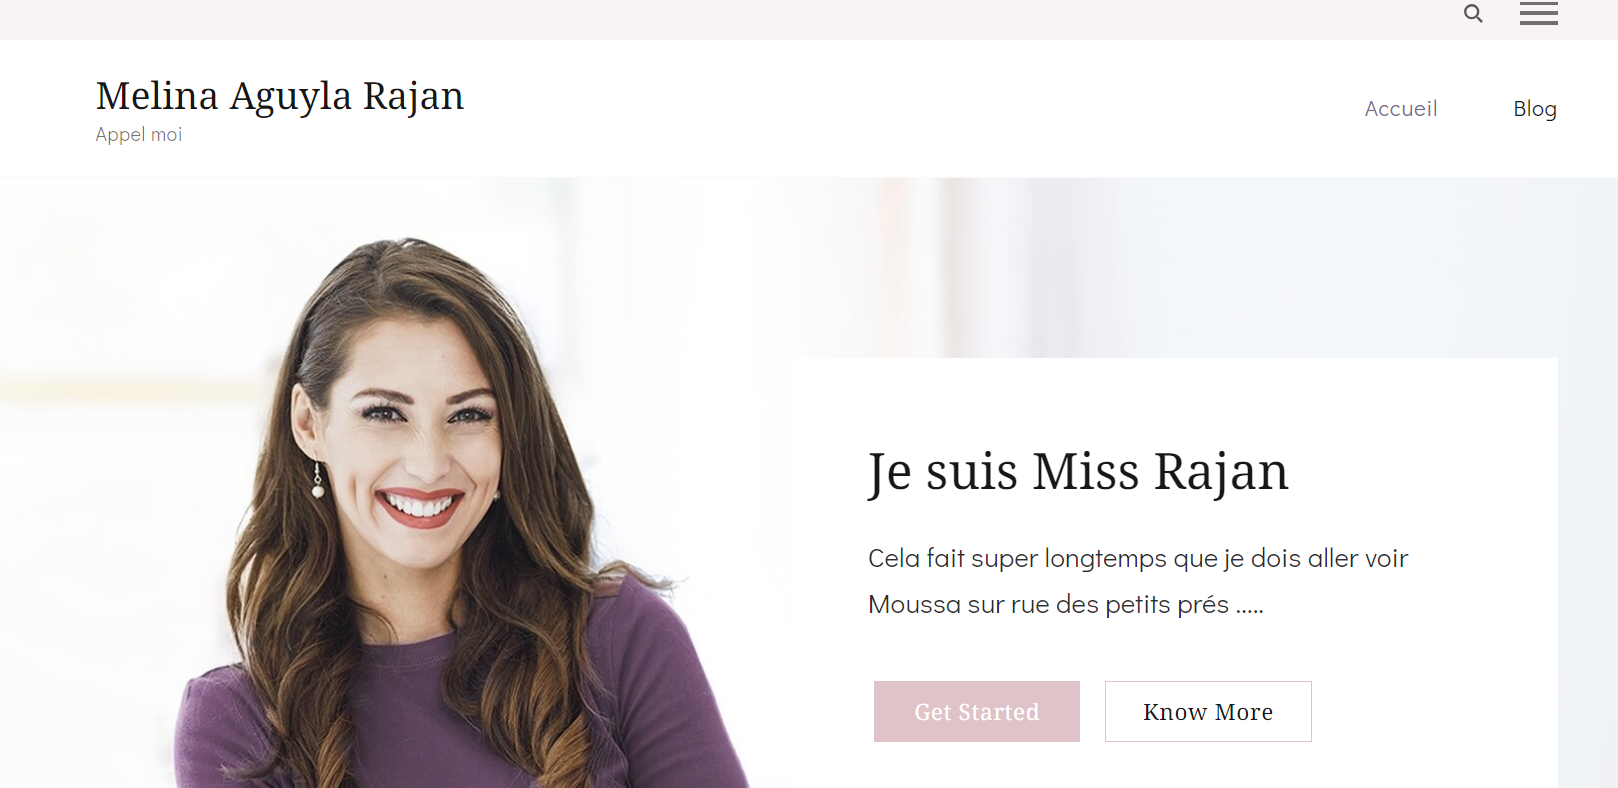 Melina Aguyla Rajan
Appel moi
Accueil
Blog
Je suis Miss Rajan
Cela fait super longtemps que je dois aller voir
Moussa sur rue des petits prés .....
Get Started
Know More